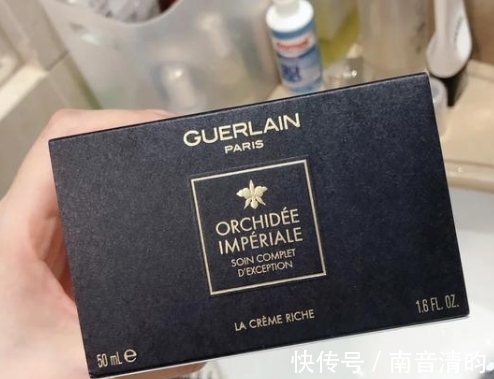 GUERLAIN
PARIS
ORCHIDÉE
IMPÉRIALE
SOIN COMPLET
D'EXCEPTION
LA CRÈME RICHE
50 mL e
1.6 FL. OZ.
快传号 / 南音清昀